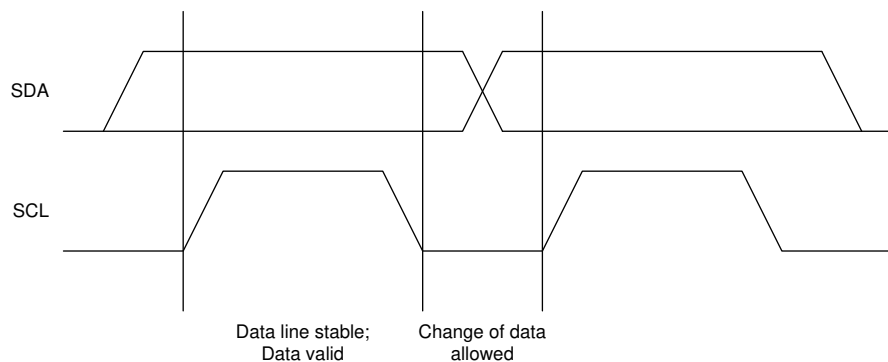 SDA
SCL
Data line stable;
Data valid
Change of data
allowed